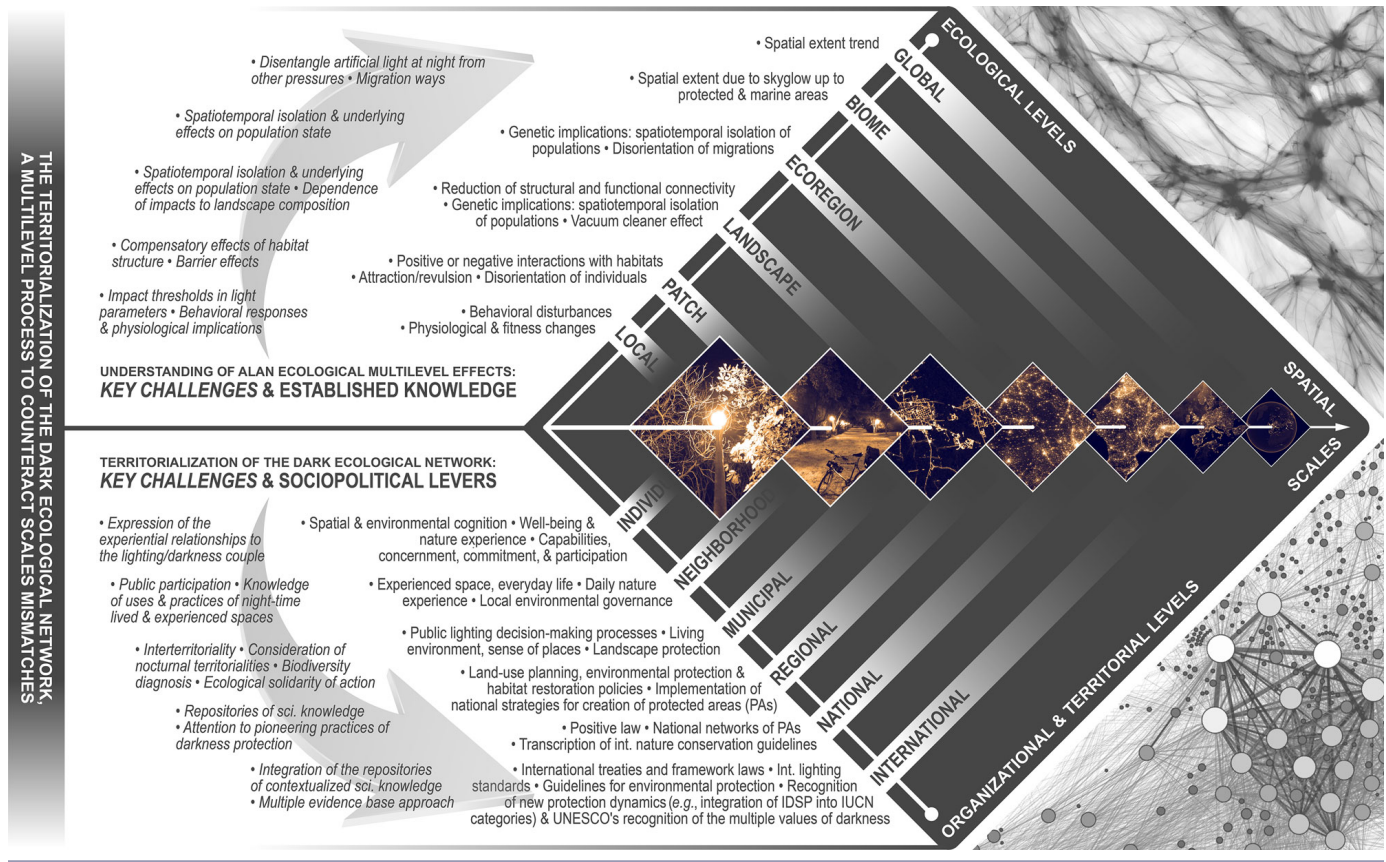 THE TERRITORIALIZATION OF THE DARK ECOLOGICAL NETWORK,
A MULTILEVEL PROCESS TO COUNTERACT SCALES MISMATCHES
• Disentangle artificial light at night from
other pressures • Migration ways
• Spatiotemporal isolation & underlying
effects on population state
• Spatiotemporal isolation & underlying
effects on population state • Dependence
of impacts to landscape composition
• Compensatory effects of habitat
structure • Barrier effects
• Impact thresholds in light
parameters • Behavioral responses
& physiological implications
• Spatial extent trend
• Spatial extent due to skyglow up to
protected & marine areas
• Genetic implications: spatiotemporal isolation of
populations • Disorientation of migrations
• Reduction of structural and functional connectivity
• Genetic implications: spatiotemporal isolation
of populations • Vacuum cleaner effect
• Positive or negative interactions with habitats
• Attraction/revulsion • Disorientation of individuals
• Behavioral disturbances
• Physiological & fitness changes
UNDERSTANDING OF ALAN ECOLOGICAL MULTILEVEL EFFECTS:
KEY CHALLENGES & ESTABLISHED KNOWLEDGE
ECOLOGICAL LEVELS
GLOBAL
BIOME
ECOREGION
LANDSCAPE
PATCH
LOCAL
SPATIAL
SCALES
TERRITORIALIZATION OF THE DARK ECOLOGICAL NETWORK:
KEY CHALLENGES & SOCIOPOLITICAL LEVERS
• Expression of the
experiential relationships to
the lighting/darkness couple
• Public participation • Knowledge
of uses & practices of night-time
lived & experienced spaces
• Interterritoriality • Consideration of
nocturnal territorialities • Biodiversity
diagnosis • Ecological solidarity of action
• Repositories of sci. knowledge
• Attention to pioneering practices of
darkness protection
• Integration of the repositories
of contextualized sci. knowledge
• Multiple evidence base approach
• Spatial & environmental cognition • Well-being &
nature experience • Capabilities,
concernment, commitment, & participation
• Experienced space, everyday life • Daily nature
experience • Local environmental governance
• Public lighting decision-making processes • Living
environment, sense of places • Landscape protection
• Land-use planning, environmental protection &
habitat restoration policies • Implementation of
national strategies for creation of protected areas (PAs)
• Positive law • National networks of PAs
• Transcription of int. nature conservation guidelines
• International treaties and framework laws • Int. lighting
standards • Guidelines for environmental protection • Recognition
of new protection dynamics (e.g., integration of IDSP into IUCN
categories) & UNESCO's recognition of the multiple values of darkness
INDIVID
NEIGHBORHOOD
MUNICIPAL
REGIONAL
NATIONAL
INTERNATIONAL
ORGANIZATIONAL & TERRITORIAL LEVELS